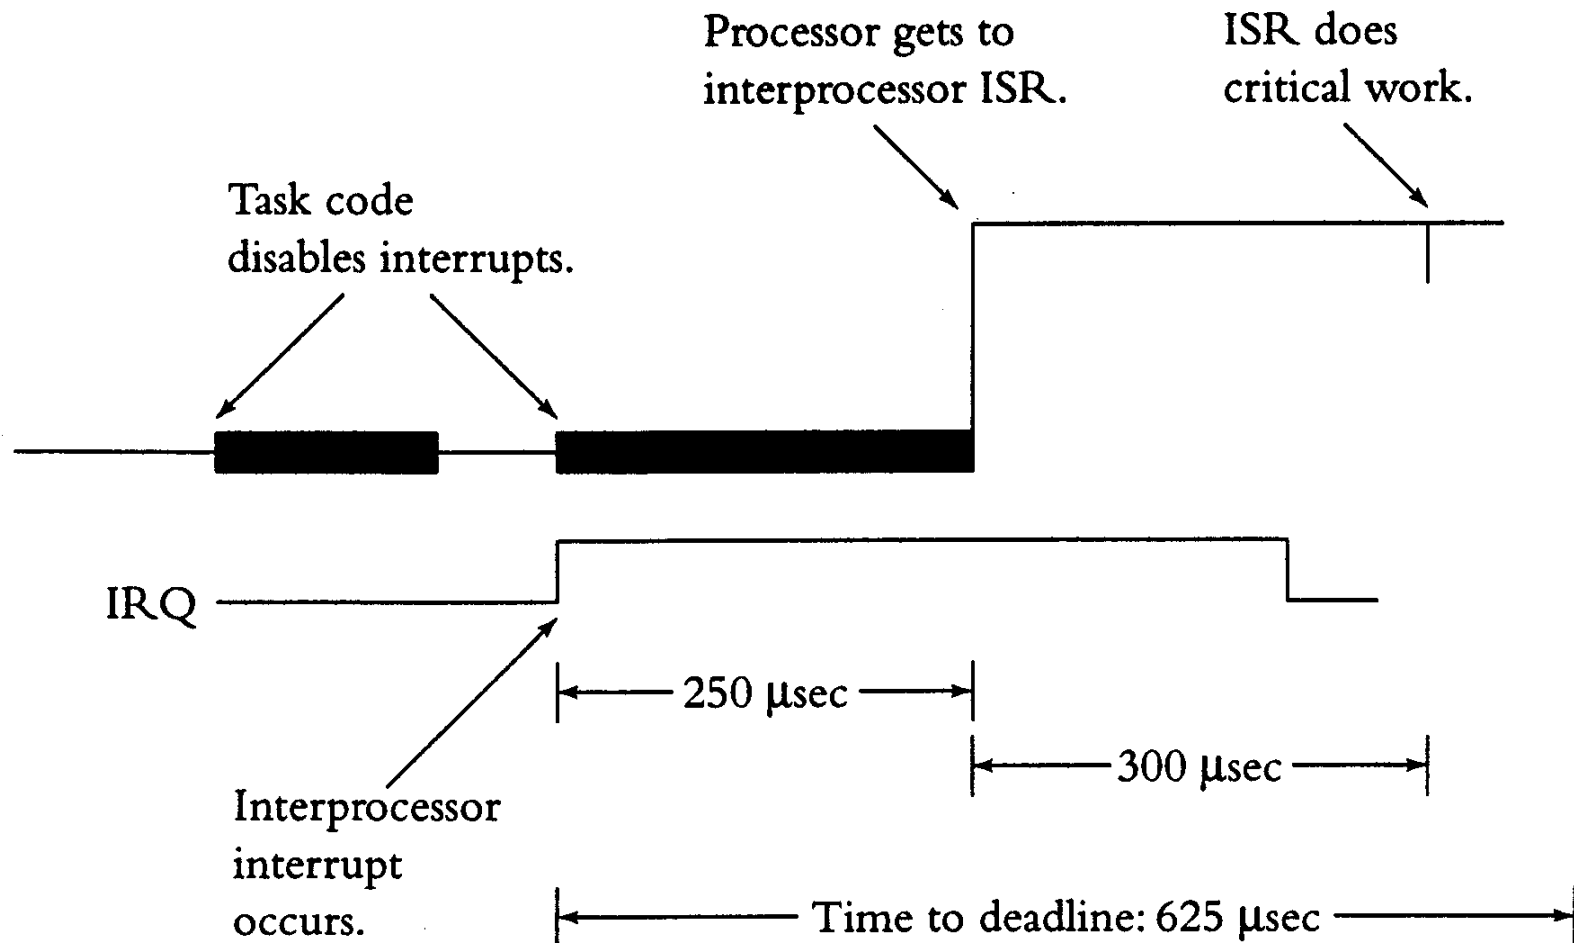 Processor gets to
interprocessor ISR.
ISR does
critical work.
Task code
disables interrupts.
IRQ
250 µsec
300 µsec
Interprocessor
interrupt
occurs.
Time to deadline: 625 µsec